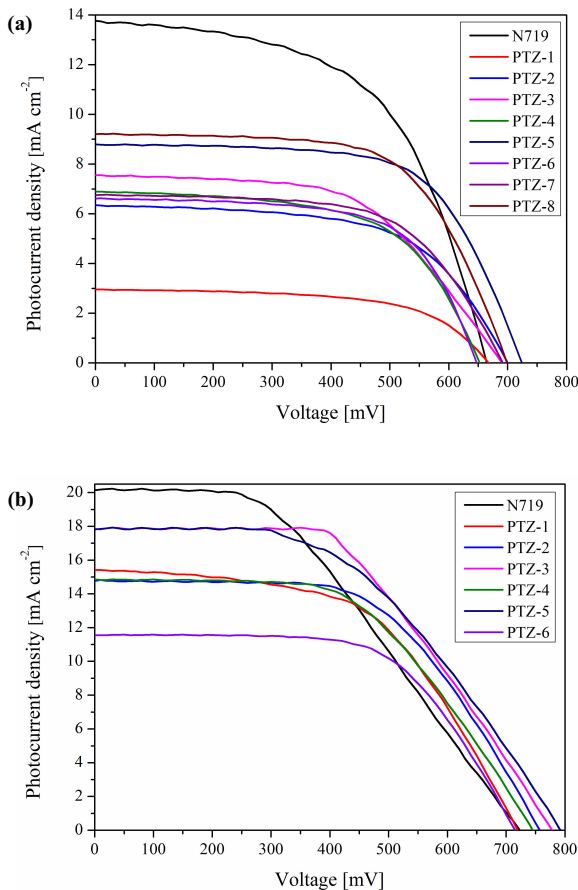 (a)
14
12
10
8
6
4
2
0
Photocurrent density [mA cm-2]
N719
PTZ-1
PTZ-2
PTZ-3
PTZ-4
PTZ-5
PTZ-6
PTZ-7
PTZ-8
0 100 200 300 400 500 600 700 800
Voltage [mV]
(b)
20
18
16
14
12
10
8
6
4
2
0
Photocurrent density [mA cm-2]
N719
PTZ-1
PTZ-2
PTZ-3
PTZ-4
PTZ-5
PTZ-6
0 100 200 300 400 500 600 700 800
Voltage [mV]